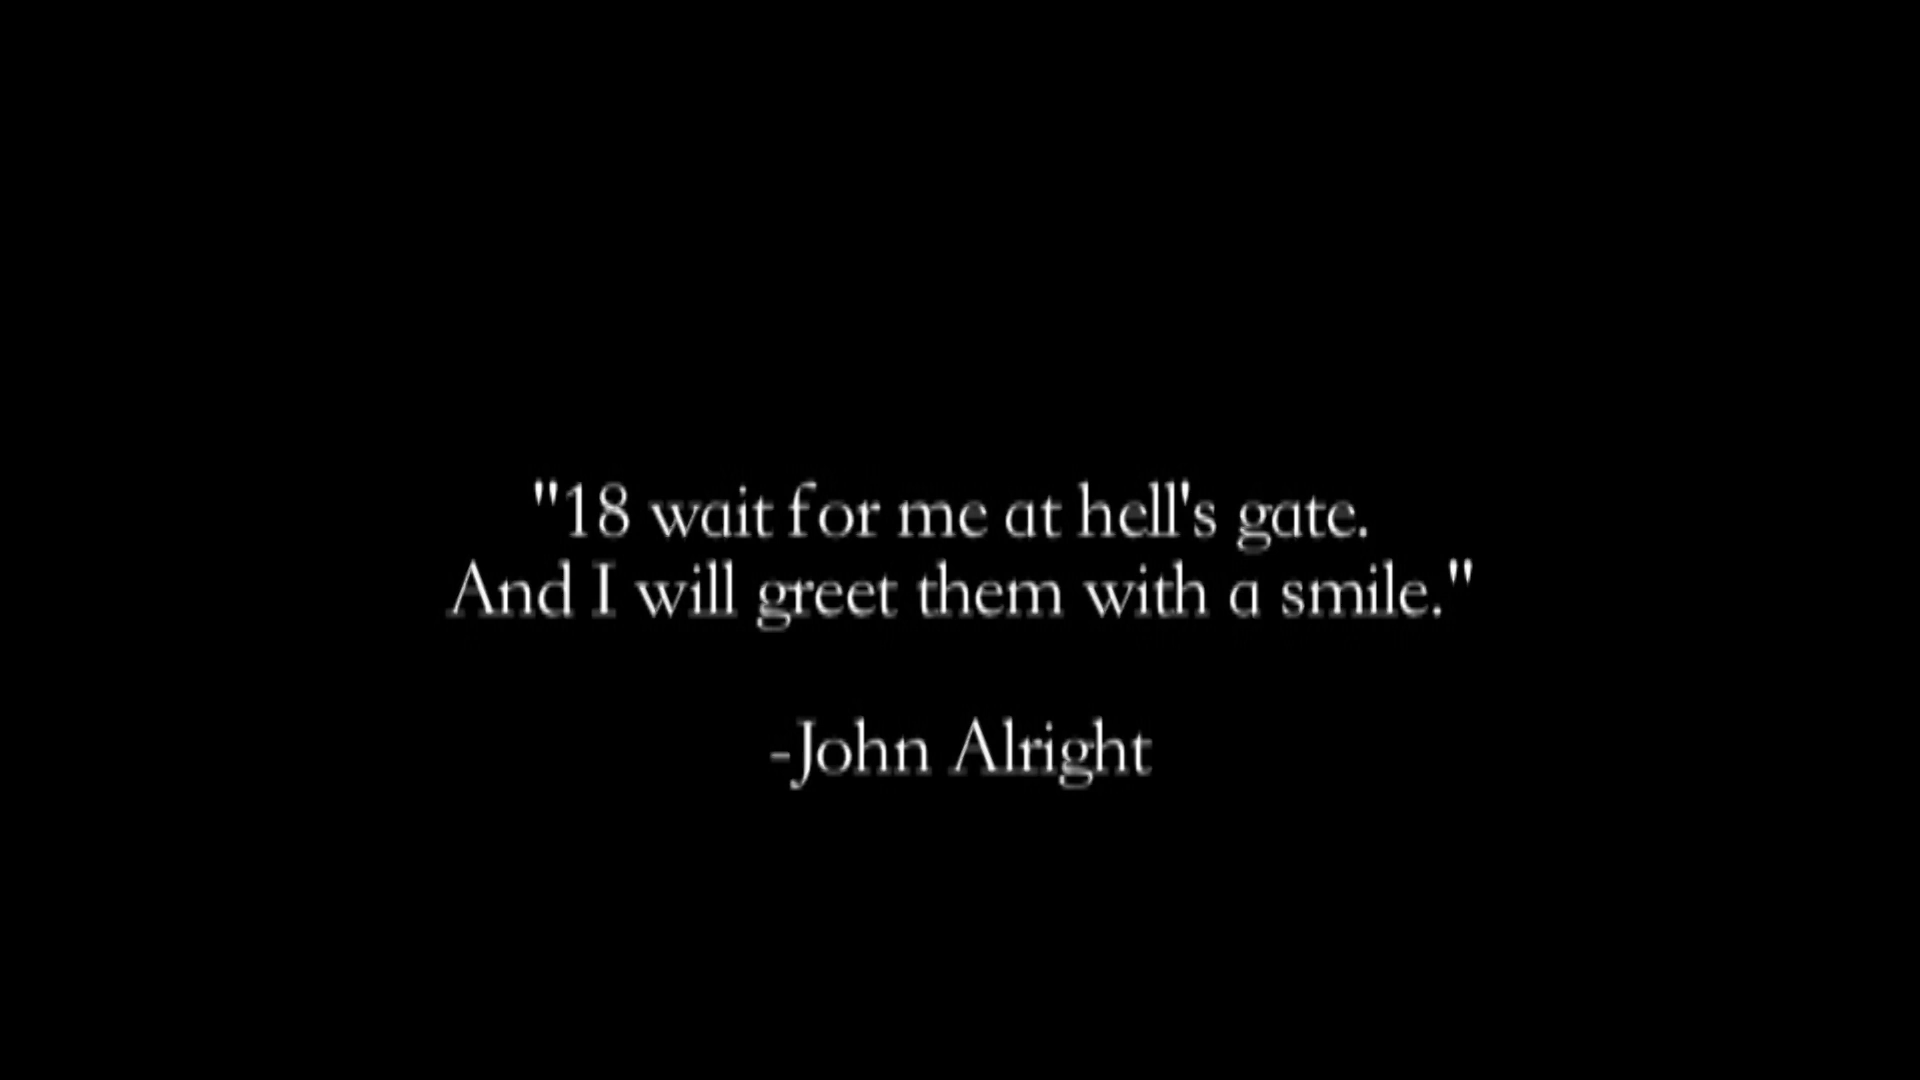 "18 wait for me at hell's gate.
And I will greet them with a smile."
-John Alright